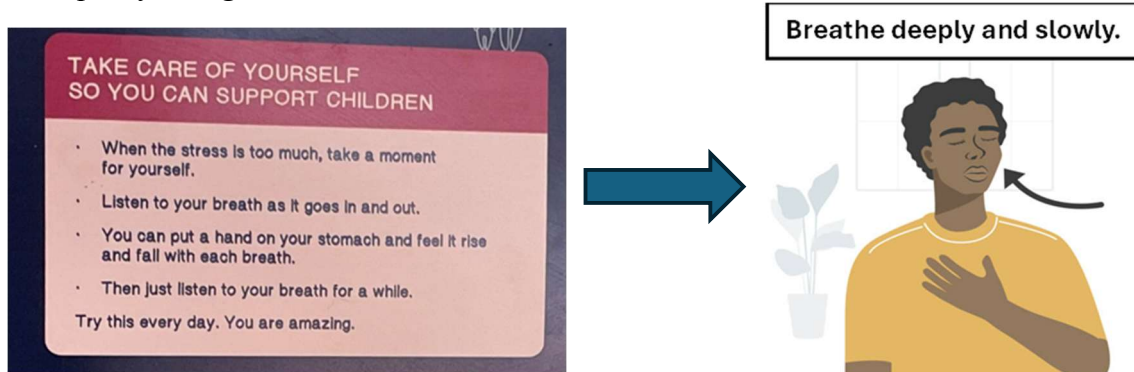 TAKE CARE OF YOURSELF
SO YOU CAN SUPPORT CHILDREN
· When the stress is too much, take a moment
for yourself.
· Listen to your breath as it goes in and out.
· You can put a hand on your stomach and feel it rise
and fall with each breath.
· Then just listen to your breath for a while.
Try this every day. You are amazing.
Breathe deeply and slowly.